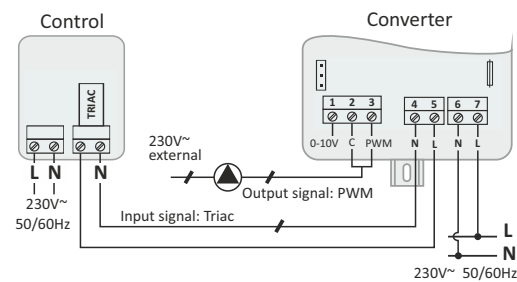 Control
Converter
TRIAC
1 2 3 4 5 6 7
0-10V C PWM N L N L
L N N
230V~
50/60Hz
230V~
external
Output signal: PWM
Input signal: Triac
L
N
230V~ 50/60Hz